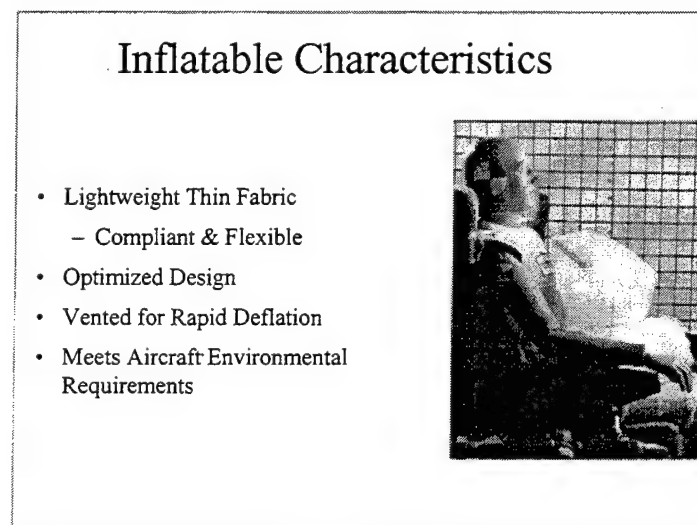 Inflatable Characteristics
• Lightweight Thin Fabric
– Compliant & Flexible
• Optimized Design
• Vented for Rapid Deflation
• Meets Aircraft Environmental
Requirements